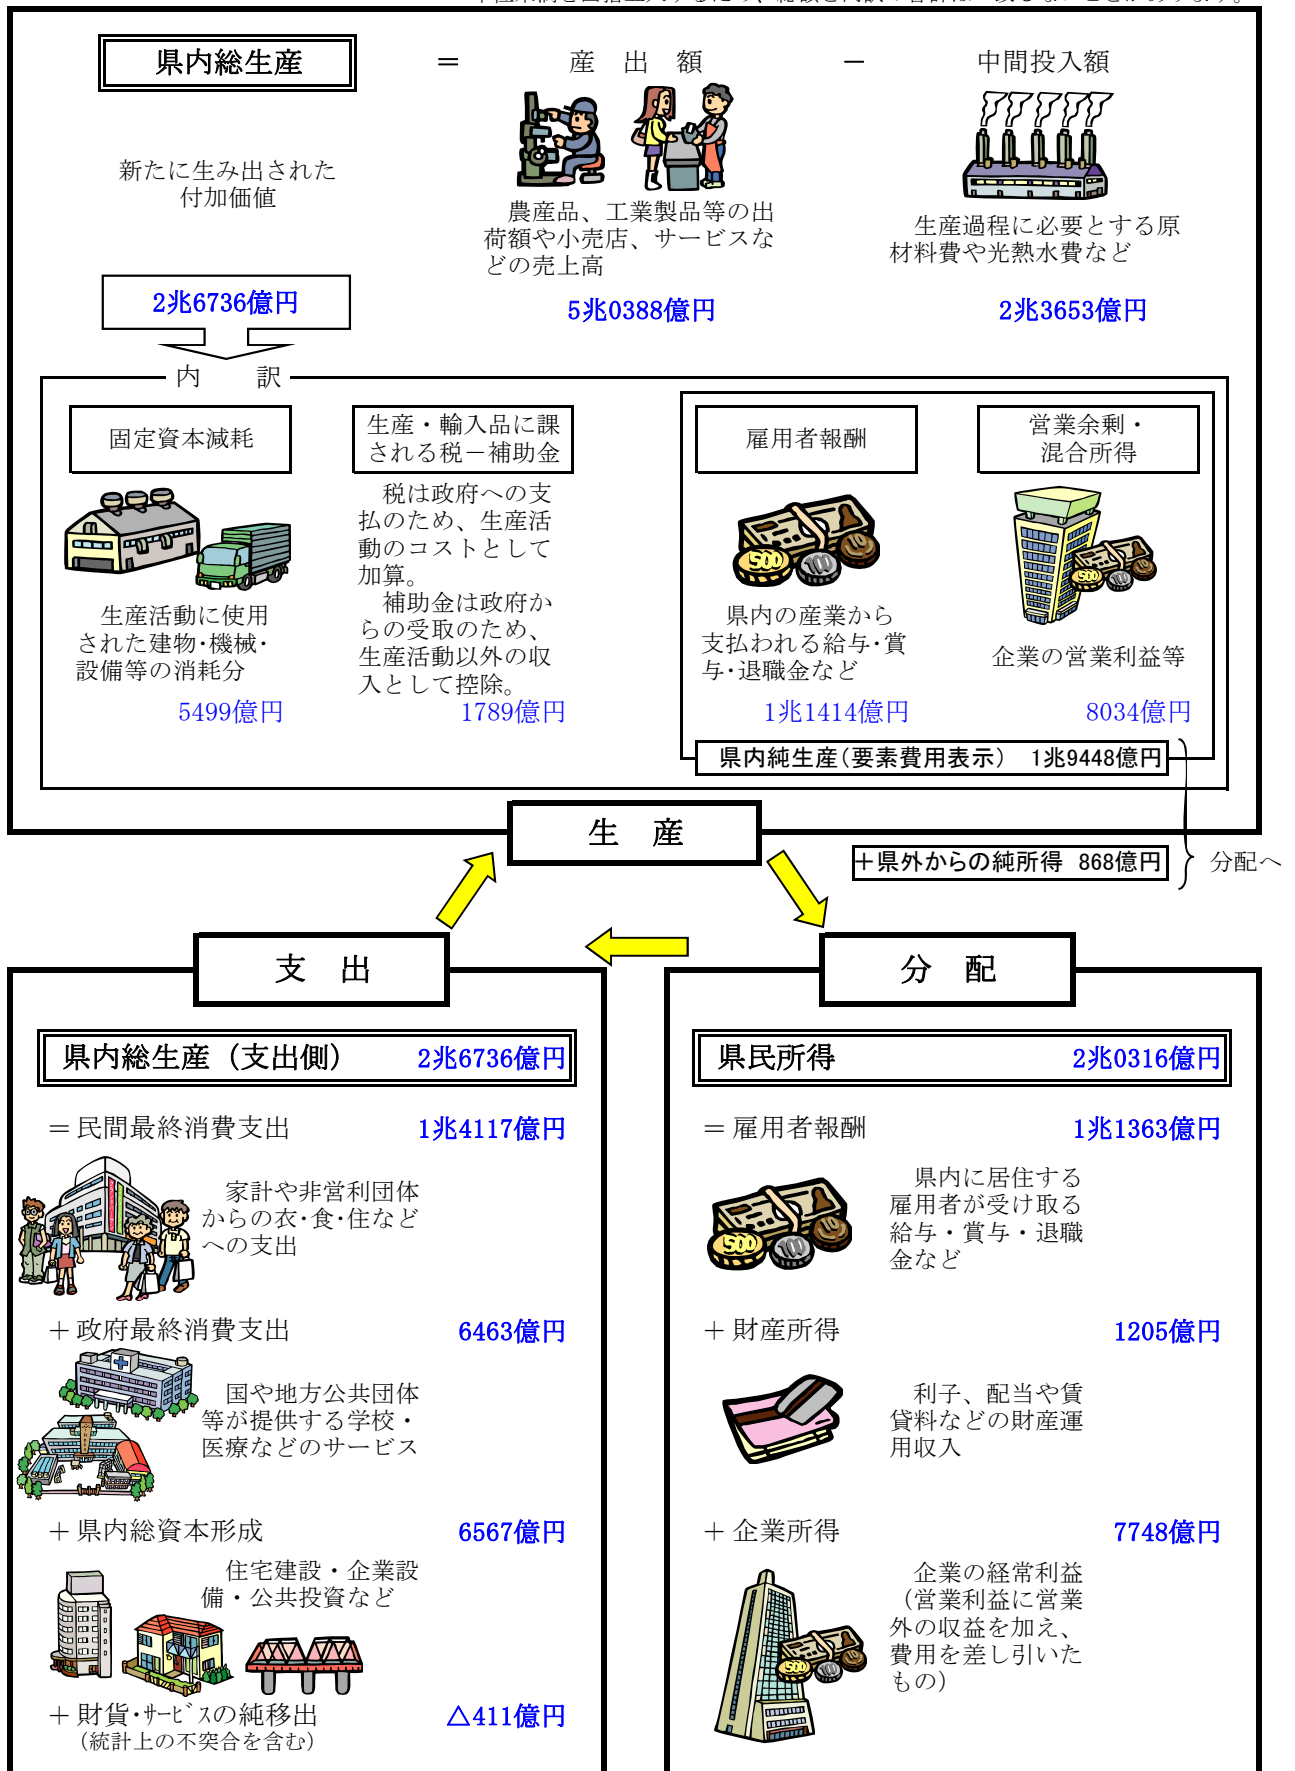 県内総生産 = 産 出 額 － 中間投入額
新たに生み出された
付加価値
農産品、工業製品等の出
荷額や小売店、サービスな
どの売上高
生産過程に必要とする原
材料費や光熱水費など
2兆6736億円
5兆0388億円
2兆3653億円
内 訳
固定資本減耗
生産活動に使用
された建物・機械・
設備等の消耗分
5499億円
生産・輸入品に課
される税－補助金
税は政府への支
払のため、生産活
動のコストとして
加算。
補助金は政府か
らの受取のため、
生産活動以外の収
入として控除。
1789億円
雇用者報酬
500
100
10
県内の産業から
支払われる給与・賞
与・退職金など
1兆1414億円
営業余剰・
混合所得
500
100
10
企業の営業利益等
8034億円
県内純生産（要素費用表示） 1兆9448億円
生 産
＋県外からの純所得 868億円
分配へ
支 出
県内総生産（支出側） 2兆6736億円
＝民間最終消費支出 1兆4117億円
家計や非営利団体
からの衣・食・住など
への支出
＋政府最終消費支出 6463億円
国や地方公共団体
等が提供する学校・
医療などのサービス
＋県内総資本形成 6567億円
住宅建設・企業設
備・公共投資など
＋財貨・ｻｰﾋﾞｽの純移出 △411億円
（統計上の不突合を含む）
分 配
県民所得 2兆0316億円
＝雇用者報酬 1兆1363億円
500
100
10
県内に居住する
雇用者が受け取る
給与・賞与・退職
金など
＋財産所得 1205億円
利子、配当や賃
貸料などの財産運
用収入
＋企業所得 7748億円
500
100
10
企業の経常利益
（営業利益に営業
外の収益を加え、
費用を差し引いた
もの）